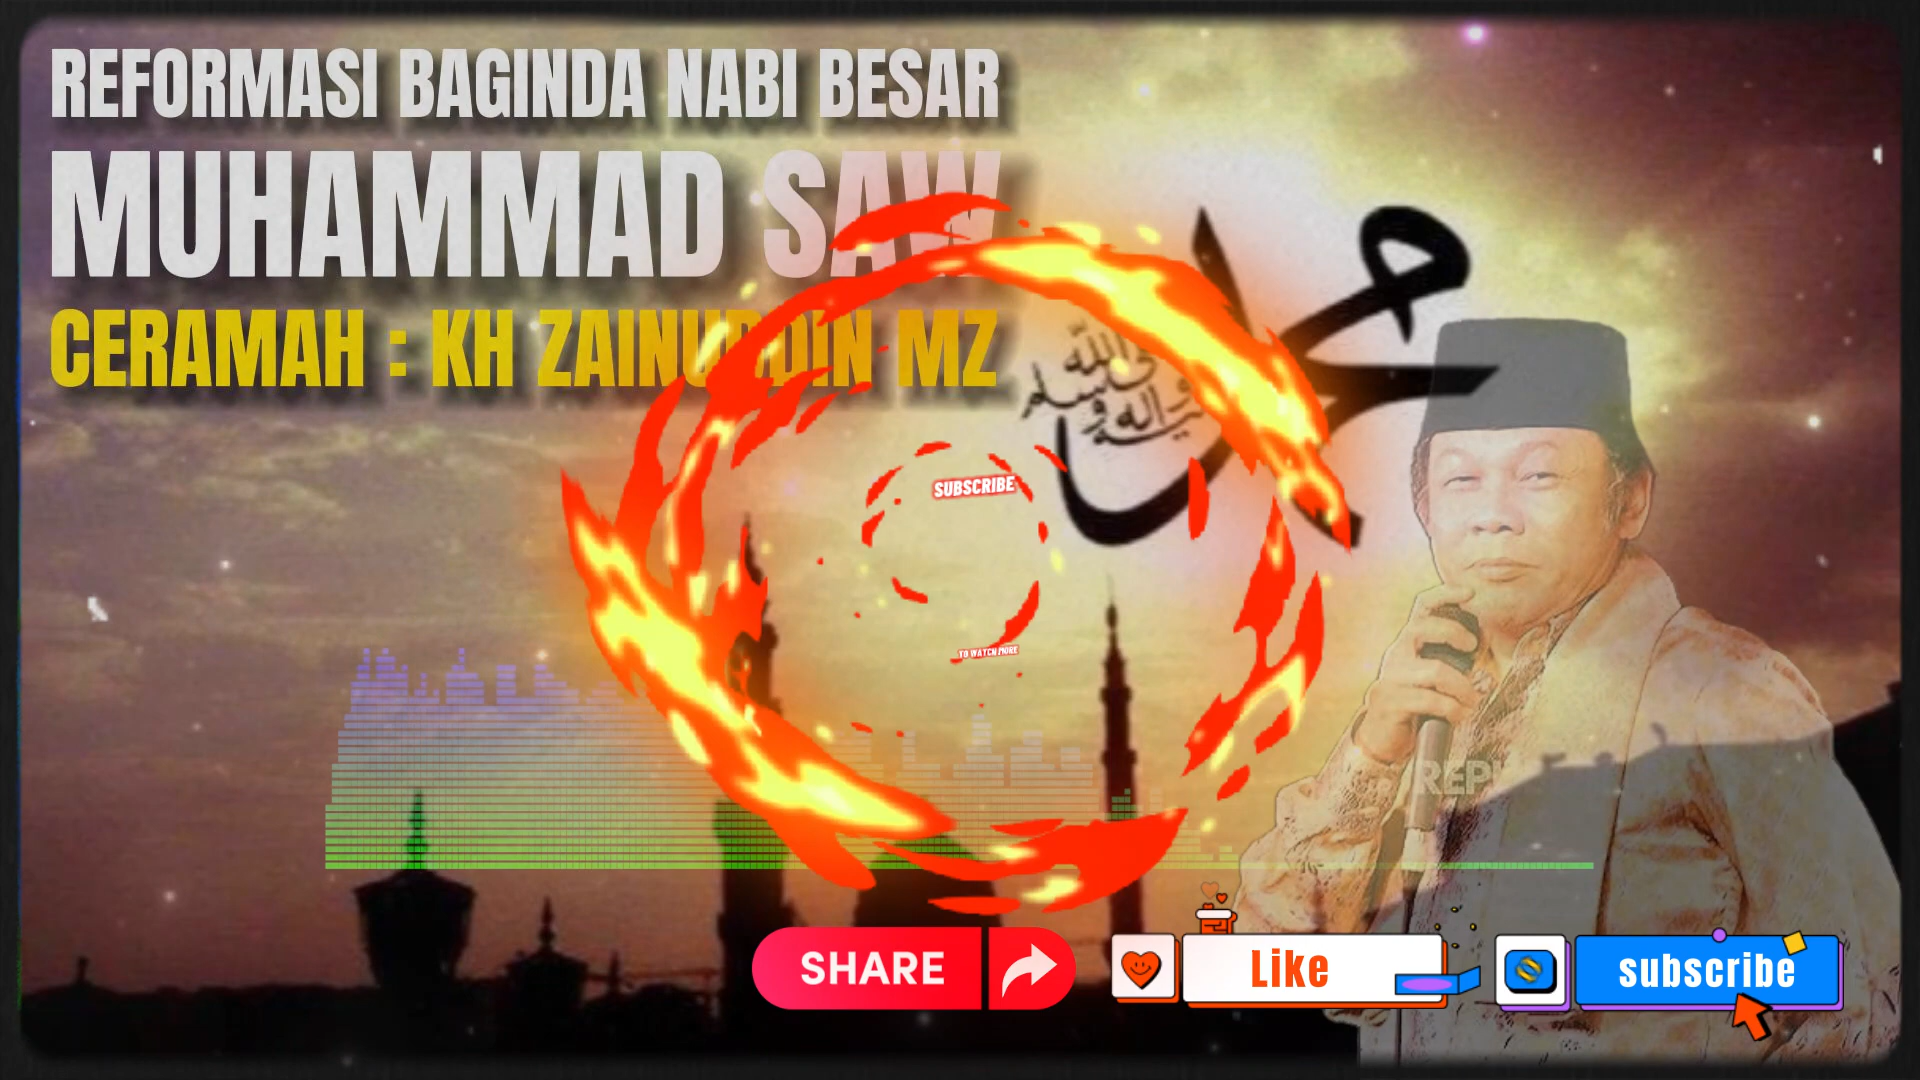 REFORMASI BAGINDA NABI BESAR
MUHAMMAD SAW
CERAMAH : KH ZAINUDDIN MZ
محمد
صلى الله
عليه وآله
وسلم
SUBSCRIBE
TO WATCH MORE
REP
SHARE
Like
subscribe